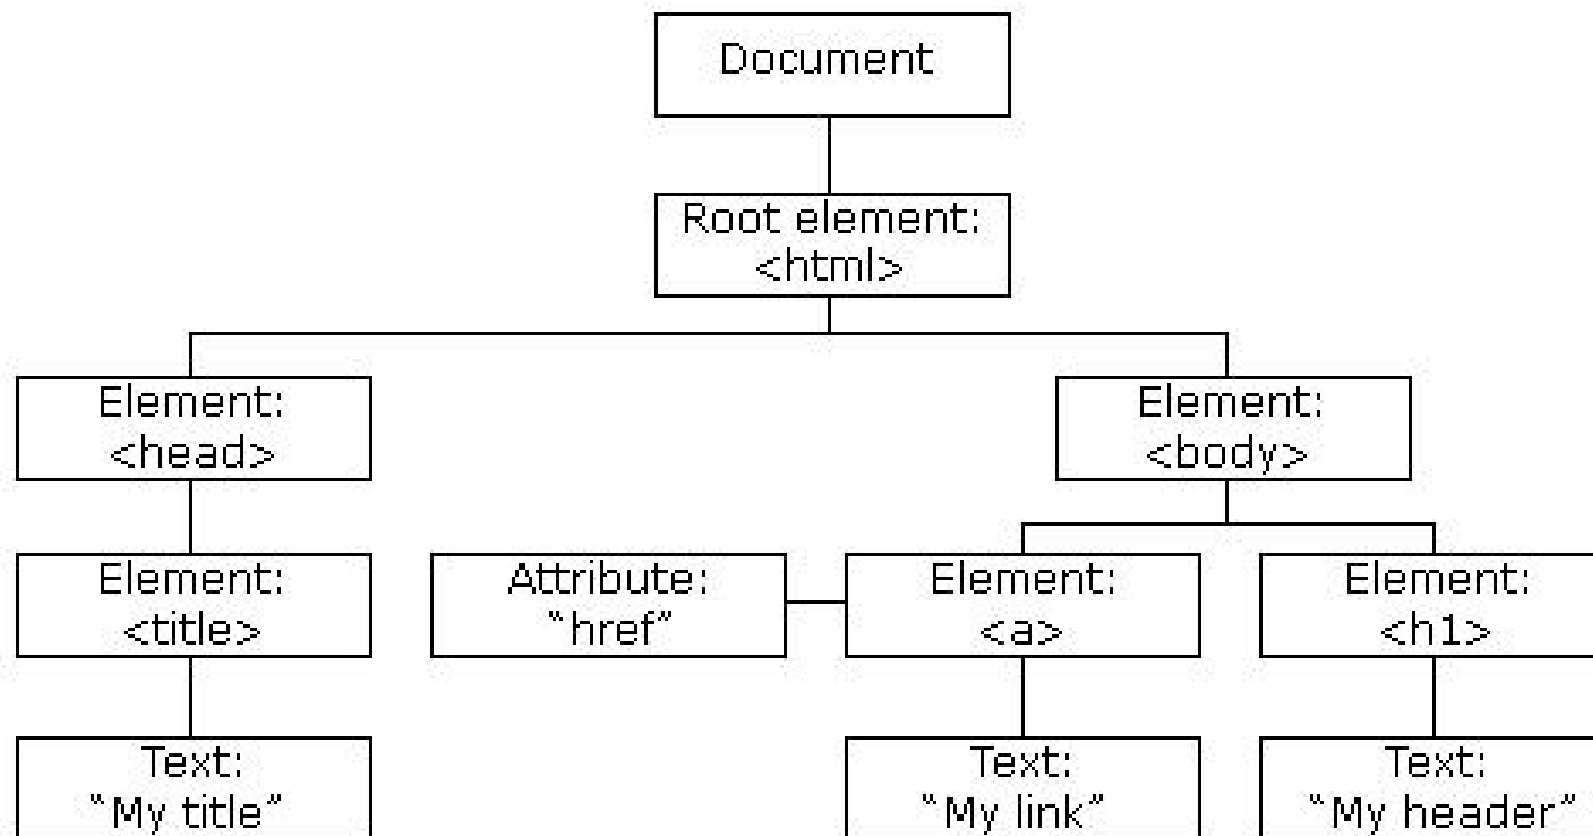 Document
Root element:
<html>
Element:
<head>
Element:
<body>
Element:
<title>
Attribute:
"href"
Element:
<a>
Element:
<h1>
Text:
"My title"
Text:
"My link"
Text:
"My header"